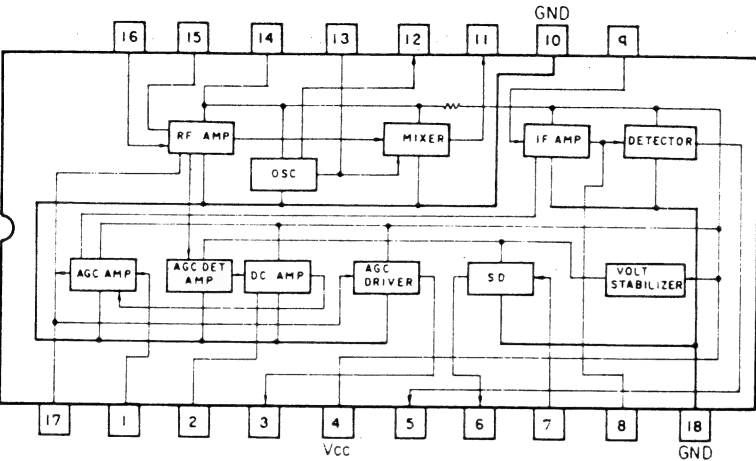 GND
16 15 14 13 12 11 10 9
RF AMP
MIXER
IF AMP
DETECTOR
OSC
AGC AMP
AGC DET
AMP
DC AMP
AGC
DRIVER
SD
VOLT
STABILIZER
17 1 2 3 4 5 6 7 8 18
Vcc
GND